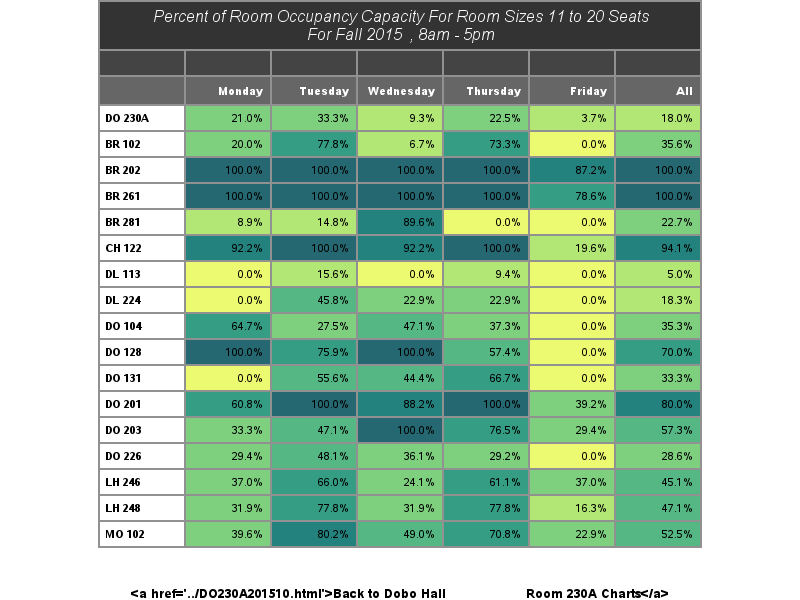 Percent of Room Occupancy Capacity For Room Sizes 11 to 20 Seats
For Fall 2015 , 8am - 5pm
Monday Tuesday Wednesday Thursday Friday All
DO 230A 21.0% 33.3% 9.3% 22.5% 3.7% 18.0%
BR 102 20.0% 77.8% 6.7% 73.3% 0.0% 35.6%
BR 202 100.0% 100.0% 100.0% 100.0% 87.2% 100.0%
BR 261 100.0% 100.0% 100.0% 100.0% 78.6% 100.0%
BR 281 8.9% 14.8% 89.6% 0.0% 0.0% 22.7%
CH 122 92.2% 100.0% 92.2% 100.0% 19.6% 94.1%
DL 113 0.0% 15.6% 0.0% 9.4% 0.0% 5.0%
DL 224 0.0% 45.8% 22.9% 22.9% 0.0% 18.3%
DO 104 64.7% 27.5% 47.1% 37.3% 0.0% 35.3%
DO 128 100.0% 75.9% 100.0% 57.4% 0.0% 70.0%
DO 131 0.0% 55.6% 44.4% 66.7% 0.0% 33.3%
DO 201 60.8% 100.0% 88.2% 100.0% 39.2% 80.0%
DO 203 33.3% 47.1% 100.0% 76.5% 29.4% 57.3%
DO 226 29.4% 48.1% 36.1% 29.2% 0.0% 28.6%
LH 246 37.0% 66.0% 24.1% 61.1% 37.0% 45.1%
LH 248 31.9% 77.8% 31.9% 77.8% 16.3% 47.1%
MO 102 39.6% 80.2% 49.0% 70.8% 22.9% 52.5%
<a href='../DO230A201510.html'>Back to Dobo Hall Room 230A Charts</a>